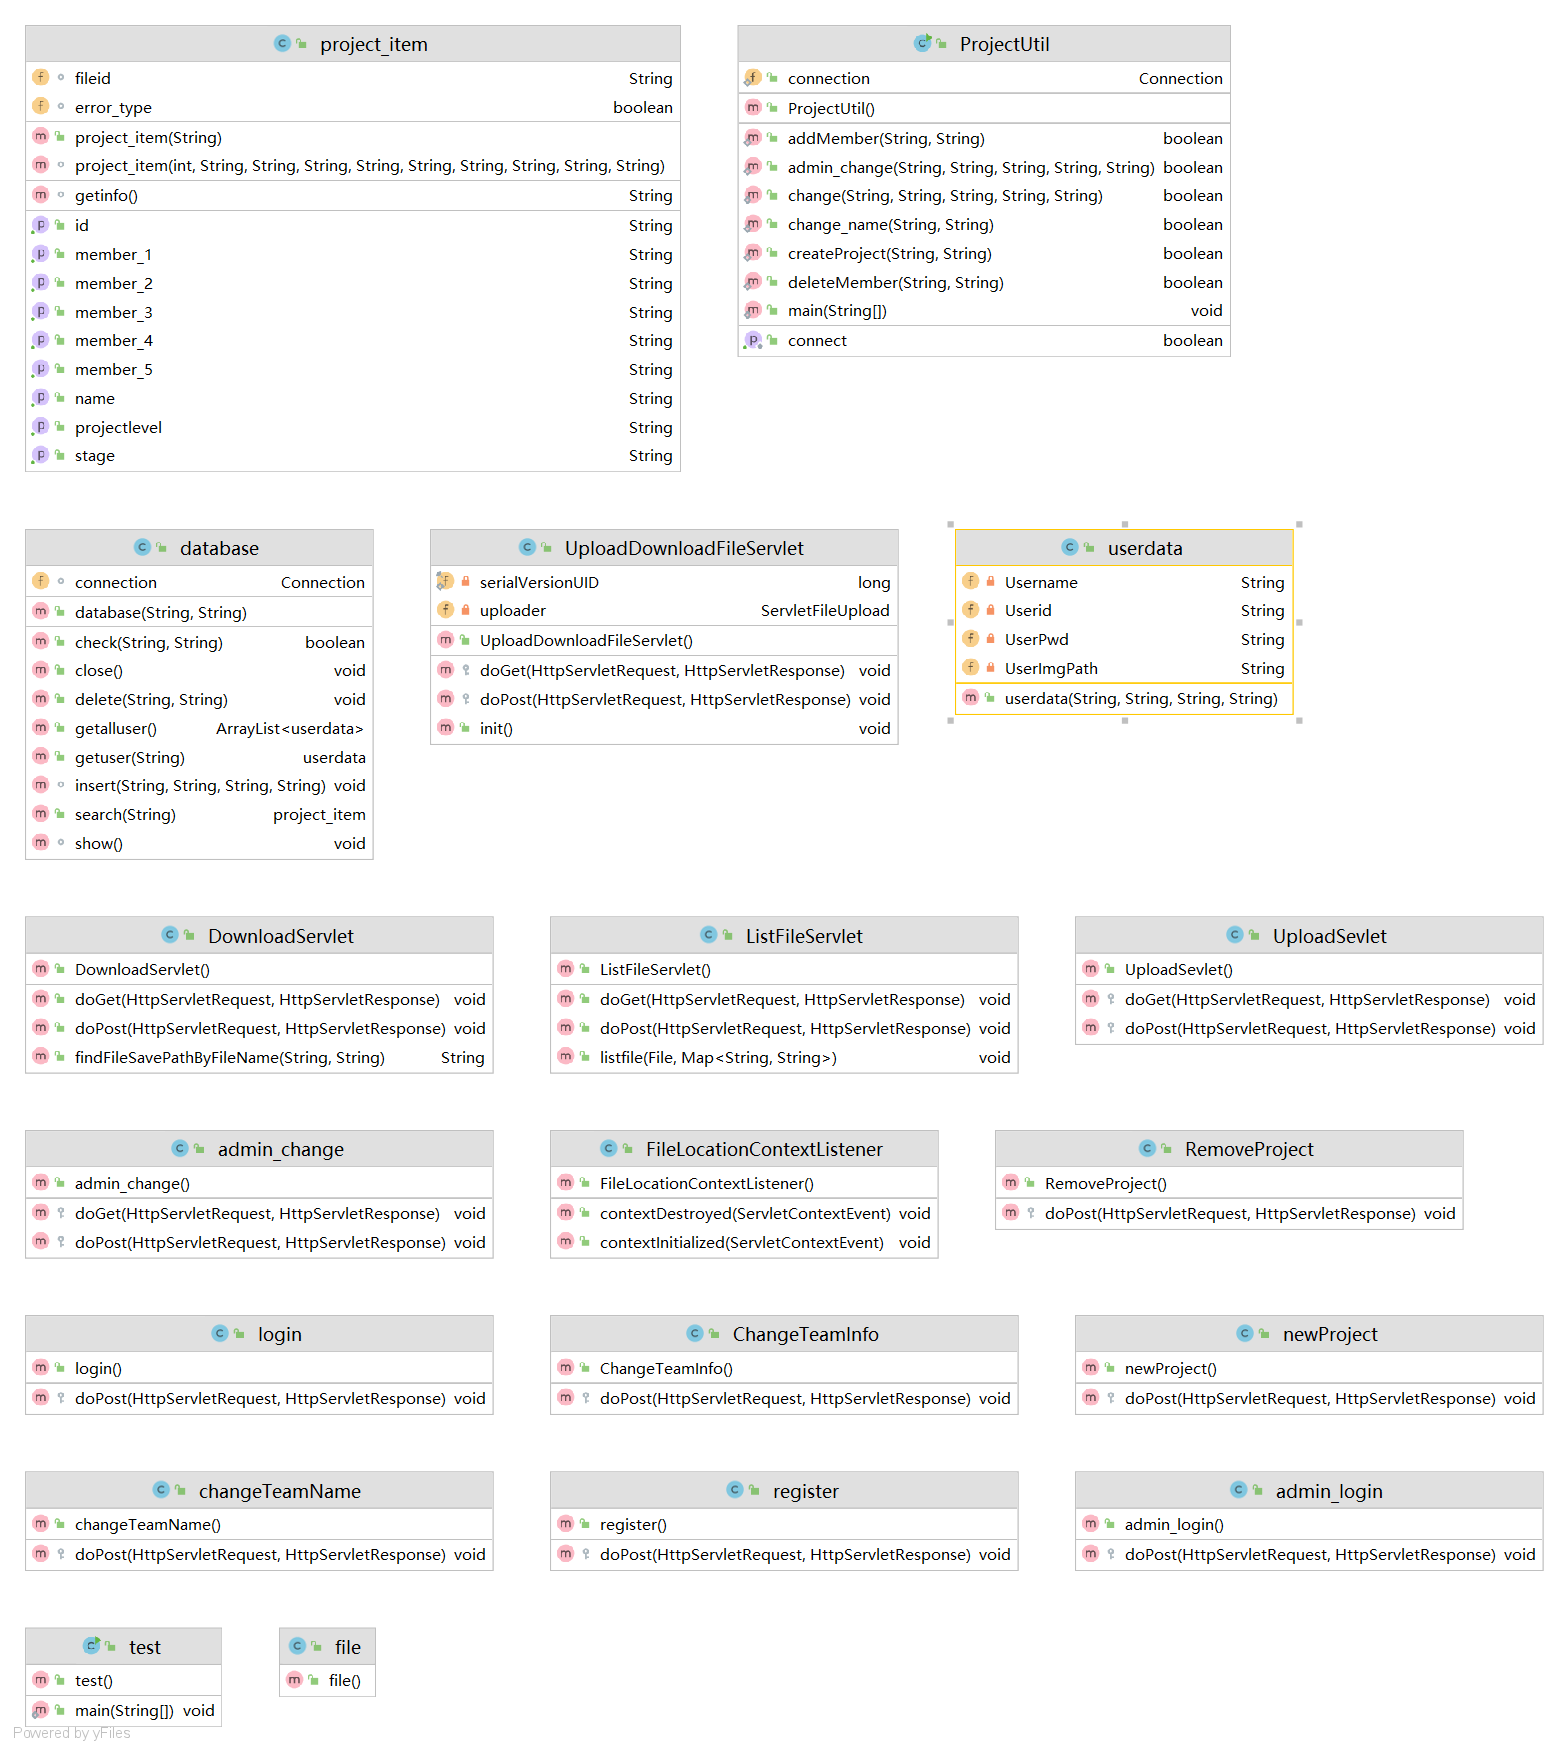 project_item
fileid String
error_type boolean
project_item(String)
project_item(int, String, String, String, String, String, String, String, String, String)
getinfo() String
id String
member_1 String
member_2 String
member_3 String
member_4 String
member_5 String
name String
projectlevel String
stage String
ProjectUtil
connection Connection
ProjectUtil()
addMember(String, String) boolean
admin_change(String, String, String, String, String) boolean
change(String, String, String, String, String) boolean
change_name(String, String) boolean
createProject(String, String) boolean
deleteMember(String, String) boolean
main(String[]) void
connect boolean
database
connection Connection
database(String, String)
check(String, String) boolean
close() void
delete(String, String) void
getalluser() ArrayList<userdata>
getuser(String) userdata
insert(String, String, String, String) void
search(String) project_item
show() void
UploadDownloadFileServlet
serialVersionUID long
uploader ServletFileUpload
UploadDownloadFileServlet()
doGet(HttpServletRequest, HttpServletResponse) void
doPost(HttpServletRequest, HttpServletResponse) void
init() void
userdata
Username String
Userid String
UserPwd String
UserImgPath String
userdata(String, String, String, String)
DownloadServlet
DownloadServlet()
doGet(HttpServletRequest, HttpServletResponse) void
doPost(HttpServletRequest, HttpServletResponse) void
findFileSavePathByFileName(String, String) String
ListFileServlet
ListFileServlet()
doGet(HttpServletRequest, HttpServletResponse) void
doPost(HttpServletRequest, HttpServletResponse) void
listfile(File, Map<String, String>) void
UploadSevlet
UploadSevlet()
doGet(HttpServletRequest, HttpServletResponse) void
doPost(HttpServletRequest, HttpServletResponse) void
admin_change
admin_change()
doGet(HttpServletRequest, HttpServletResponse) void
doPost(HttpServletRequest, HttpServletResponse) void
FileLocationContextListener
FileLocationContextListener()
contextDestroyed(ServletContextEvent) void
contextInitialized(ServletContextEvent) void
RemoveProject
RemoveProject()
doPost(HttpServletRequest, HttpServletResponse) void
login
login()
doPost(HttpServletRequest, HttpServletResponse) void
ChangeTeamInfo
ChangeTeamInfo()
doPost(HttpServletRequest, HttpServletResponse) void
newProject
newProject()
doPost(HttpServletRequest, HttpServletResponse) void
changeTeamName
changeTeamName()
doPost(HttpServletRequest, HttpServletResponse) void
register
register()
doPost(HttpServletRequest, HttpServletResponse) void
admin_login
admin_login()
doPost(HttpServletRequest, HttpServletResponse) void
test
test()
main(String[]) void
file
file()
Powered by yFiles